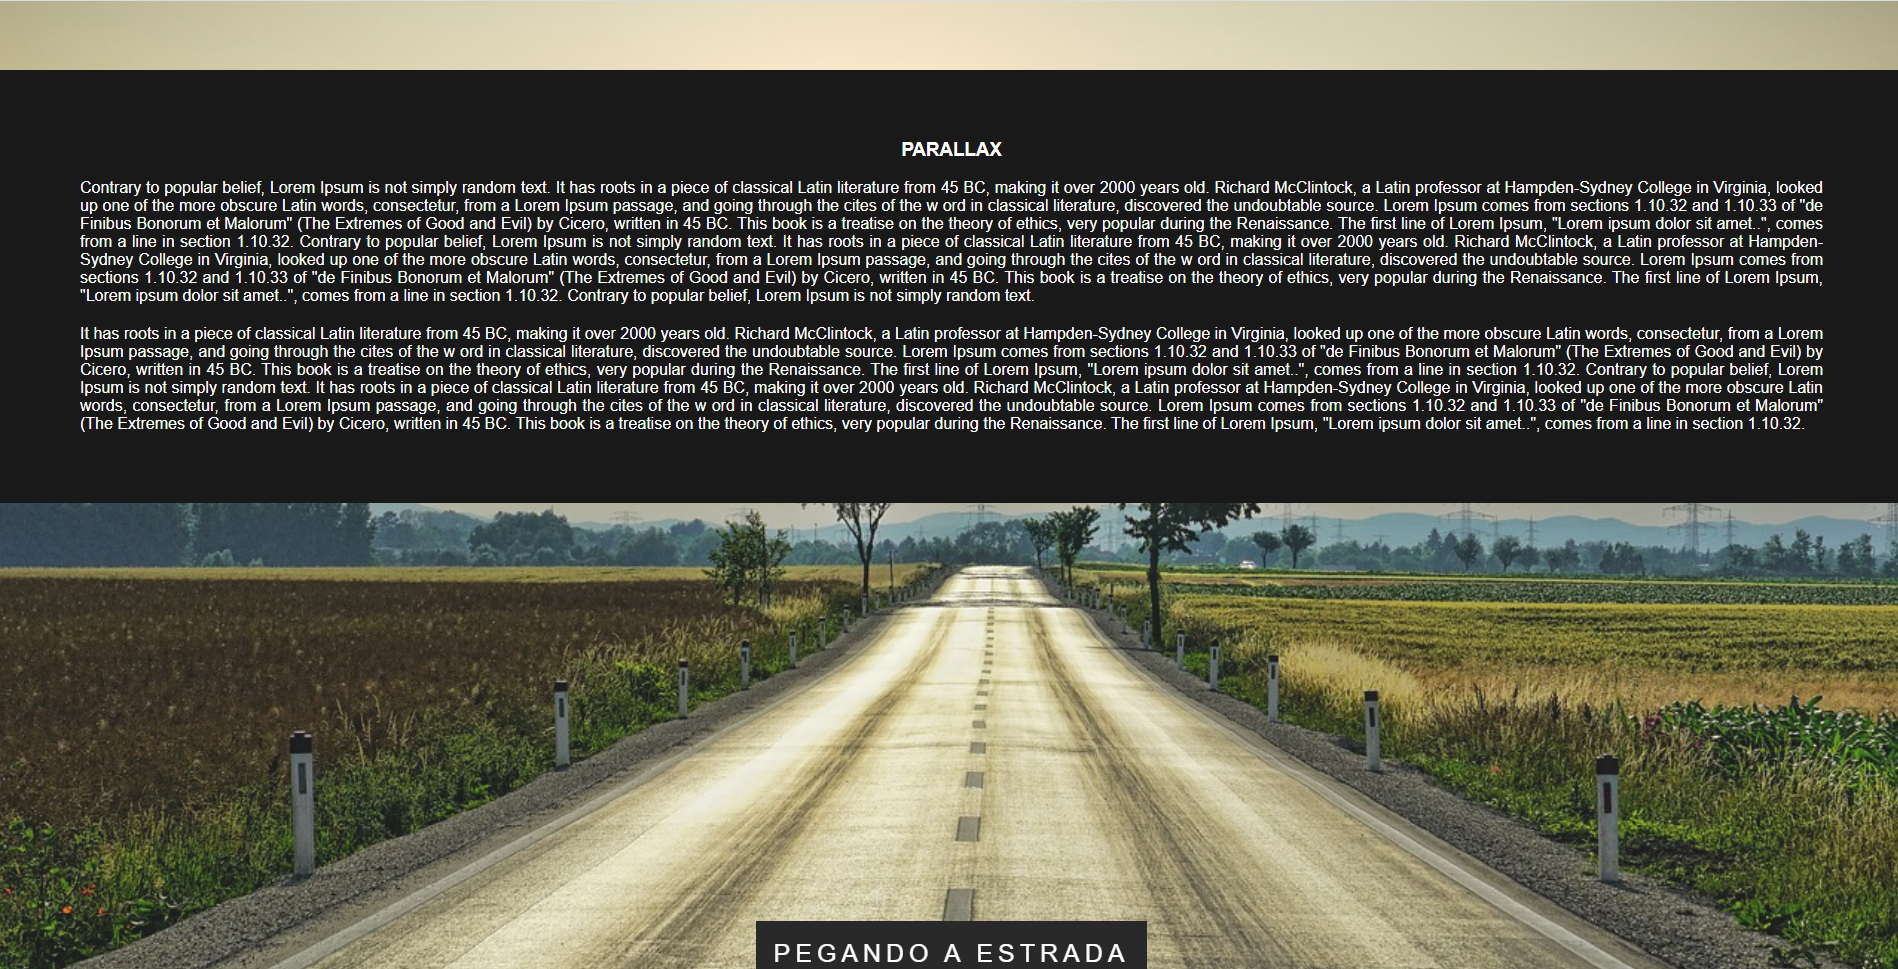 PARALLAX
Contrary to popular belief, Lorem Ipsum is not simply random text. It has roots in a piece of classical Latin literature from 45 BC, making it over 2000 years old. Richard McClintock, a Latin professor at Hampden-Sydney College in Virginia, looked
up one of the more obscure Latin words, consectetur, from a Lorem Ipsum passage, and going through the cites of the w ord in classical literature, discovered the undoubtable source. Lorem Ipsum comes from sections 1.10.32 and 1.10.33 of "de
Finibus Bonorum et Malorum" (The Extremes of Good and Evil) by Cicero, written in 45 BC. This book is a treatise on the theory of ethics, very popular during the Renaissance. The first line of Lorem Ipsum, "Lorem ipsum dolor sit amet..", comes
from a line in section 1.10.32. Contrary to popular belief, Lorem Ipsum is not simply random text. It has roots in a piece of classical Latin literature from 45 BC, making it over 2000 years old. Richard McClintock, a Latin professor at Hampden-
Sydney College in Virginia, looked up one of the more obscure Latin words, consectetur, from a Lorem Ipsum passage, and going through the cites of the w ord in classical literature, discovered the undoubtable source. Lorem Ipsum comes from
sections 1.10.32 and 1.10.33 of "de Finibus Bonorum et Malorum" (The Extremes of Good and Evil) by Cicero, written in 45 BC. This book is a treatise on the theory of ethics, very popular during the Renaissance. The first line of Lorem Ipsum,
"Lorem ipsum dolor sit amet..", comes from a line in section 1.10.32. Contrary to popular belief, Lorem Ipsum is not simply random text.
It has roots in a piece of classical Latin literature from 45 BC, making it over 2000 years old. Richard McClintock, a Latin professor at Hampden-Sydney College in Virginia, looked up one of the more obscure Latin words, consectetur, from a Lorem
Ipsum passage, and going through the cites of the w ord in classical literature, discovered the undoubtable source. Lorem Ipsum comes from sections 1.10.32 and 1.10.33 of "de Finibus Bonorum et Malorum" (The Extremes of Good and Evil) by
Cicero, written in 45 BC. This book is a treatise on the theory of ethics, very popular during the Renaissance. The first line of Lorem Ipsum, "Lorem ipsum dolor sit amet..", comes from a line in section 1.10.32. Contrary to popular belief, Lorem
Ipsum is not simply random text. It has roots in a piece of classical Latin literature from 45 BC, making it over 2000 years old. Richard McClintock, a Latin professor at Hampden-Sydney College in Virginia, looked up one of the more obscure Latin
words, consectetur, from a Lorem Ipsum passage, and going through the cites of the w ord in classical literature, discovered the undoubtable source. Lorem Ipsum comes from sections 1.10.32 and 1.10.33 of "de Finibus Bonorum et Malorum"
(The Extremes of Good and Evil) by Cicero, written in 45 BC. This book is a treatise on the theory of ethics, very popular during the Renaissance. The first line of Lorem Ipsum, "Lorem ipsum dolor sit amet..", comes from a line in section 1.10.32.
PEGANDO A ESTRADA